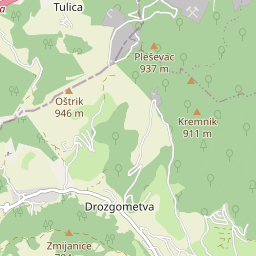 Tulica
Pleševac
937 m
Oštrik
946 m
Kremnik
911 m
Drozgometva
Zmijanice